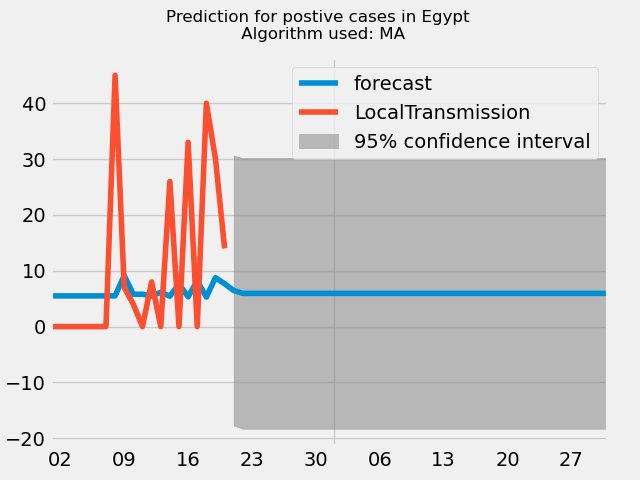 Prediction for postive cases in Egypt
Algorithm used: MA
forecast
LocalTransmission
95% confidence interval
40
30
20
10
0
−10
−20
02 09 16 23 30 06 13 20 27